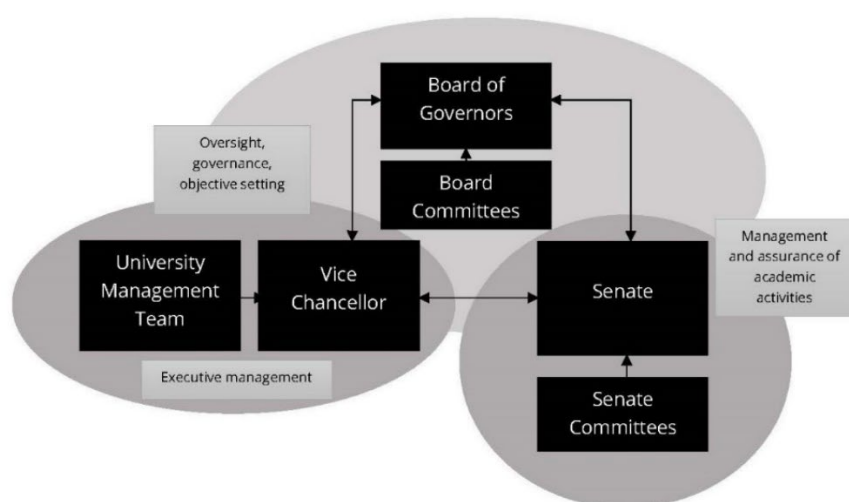 Board of
Governors
Oversight,
governance,
objective setting
Board
Committees
University
Management
Team
Vice
Chancellor
Senate
Management
and assurance of
academic
activities
Executive management
Senate
Committees